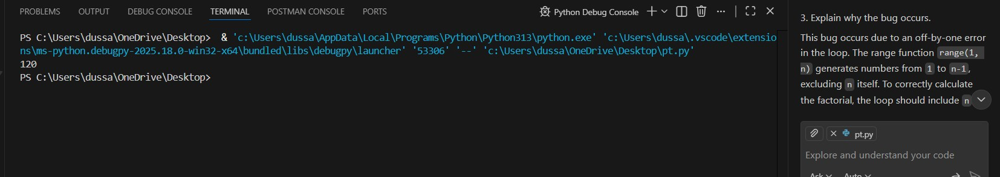 PROBLEMS OUTPUT DEBUG CONSOLE TERMINAL POSTMAN CONSOLE PORTS Python Debug Console
PS C:\Users\dussa\OneDrive\Desktop>  & 'c:\Users\dussa\AppData\Local\Programs\Python\Python313\python.exe' 'c:\Users\dussa\.vscode\extensio
ns\ms-python.debugpy-2025.18.0-win32-x64\bundled\libs\debugpy\launcher' '53306' '--' 'c:\Users\dussa\OneDrive\Desktop\pt.py'
120
PS C:\Users\dussa\OneDrive\Desktop>
3. Explain why the bug occurs.
This bug occurs due to an off-by-one error
in the loop. The range function range(1,
n) generates numbers from 1 to n-1,
excluding n itself. To correctly calculate
the factorial, the loop should include n
pt.py
Explore and understand your code
Ask Auto